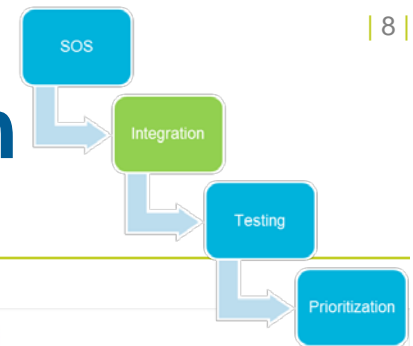 | 8 |
SOS
n
Integration
Testing
Prioritization